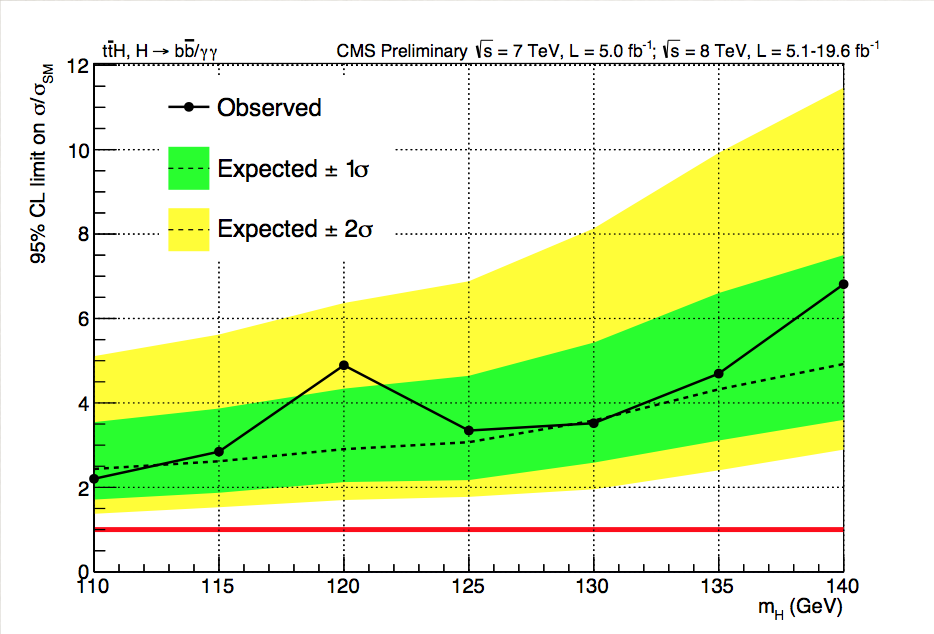 tt̄H, H → bb̄/γγ
CMS Preliminary √s = 7 TeV, L = 5.0 fb⁻¹; √s = 8 TeV, L = 5.1-19.6 fb⁻¹
95% CL limit on σ/σ_SM
12
10
8
6
4
2
0
Observed
Expected ± 1σ
Expected ± 2σ
110 115 120 125 130 135 140
m_H (GeV)